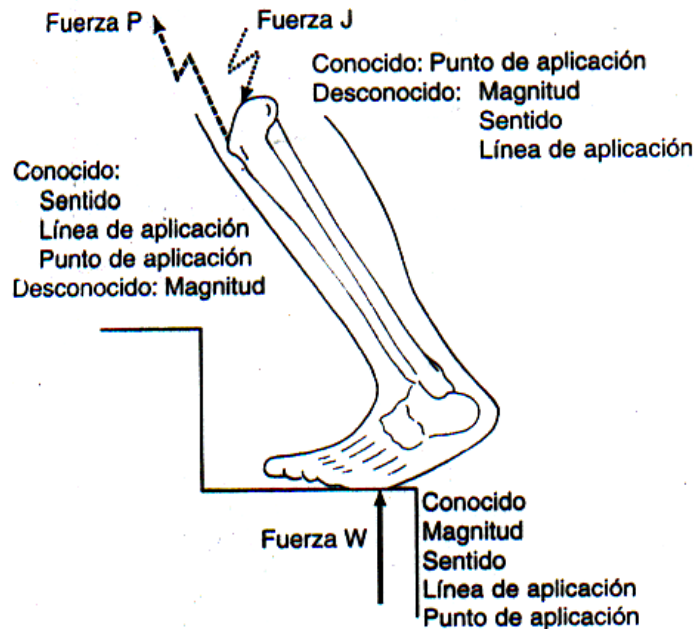 Fuerza P
Fuerza J
Conocido: Punto de aplicación
Desconocido: Magnitud
Sentido
Línea de aplicación
Conocido:
Sentido
Línea de aplicación
Punto de aplicación
Desconocido: Magnitud
Fuerza W
Conocido
Magnitud
Sentido
Línea de aplicación
Punto de aplicación